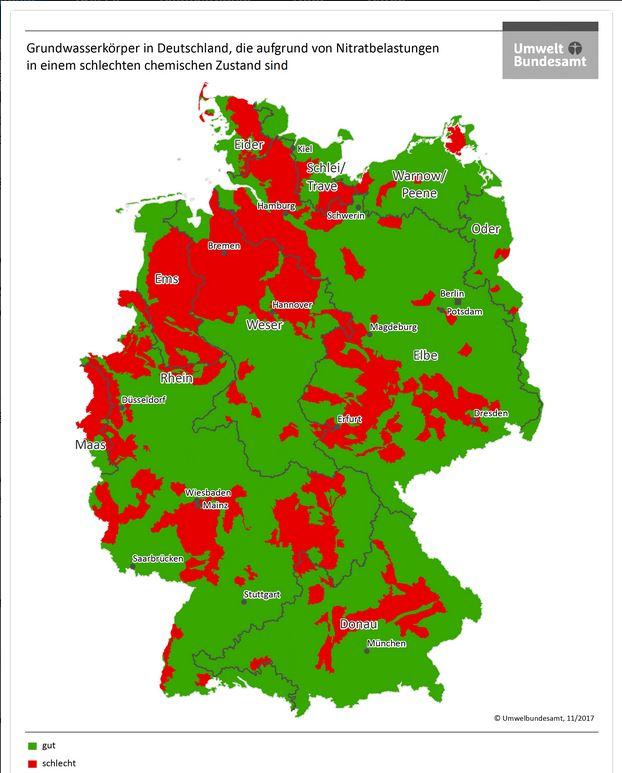 Grundwasserkörper in Deutschland, die aufgrund von Nitratbelastungen
in einem schlechten chemischen Zustand sind
Umwelt
Bundesamt
Eider
Kiel
Schlei/
Trave
Warnow/
Peene
Hamburg
Schwerin
Oder
Bremen
Ems
Berlin
Hannover
Potsdam
Weser
Magdeburg
Elbe
Rhein
Düsseldorf
Dresden
Erfurt
Maas
Wiesbaden
Mainz
Saarbrücken
Stuttgart
Donau
München
© Umwelbundesamt, 11/2017
gut
schlecht